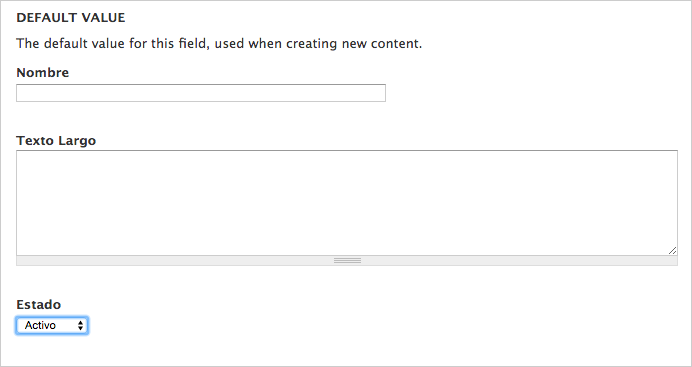 DEFAULT VALUE
The default value for this field, used when creating new content.
Nombre
Texto Largo
Estado
Activo